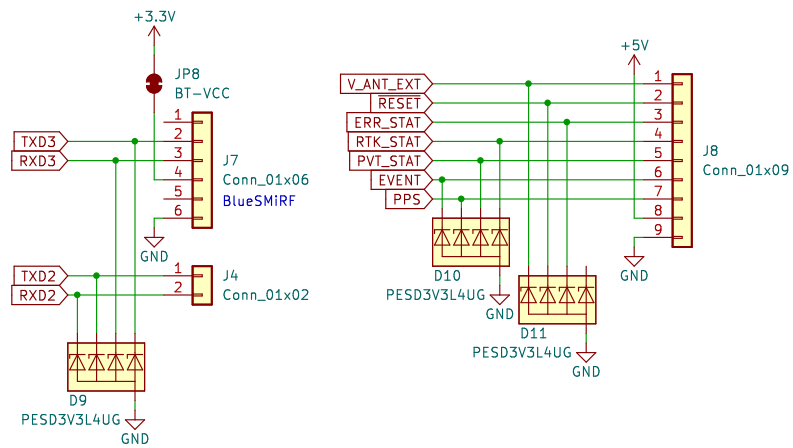 +3.3V
JP8
BT-VCC
1
2
3
4
5
6
TXD3
RXD3
J7
Conn_01x06
BlueSMiRF
GND
TXD2
RXD2
1
2
J4
Conn_01x02
D9
PESD3V3L4UG
GND
+5V
V_ANT_EXT
RESET
ERR_STAT
RTK_STAT
PVT_STAT
EVENT
PPS
1
2
3
4
5
6
7
8
9
J8
Conn_01x09
GND
D10
PESD3V3L4UG
GND
D11
PESD3V3L4UG
GND